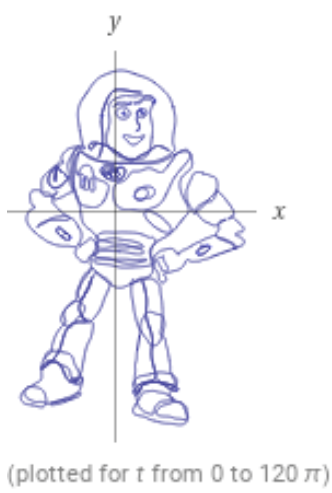 y
x
(plotted for t from 0 to 120 π)